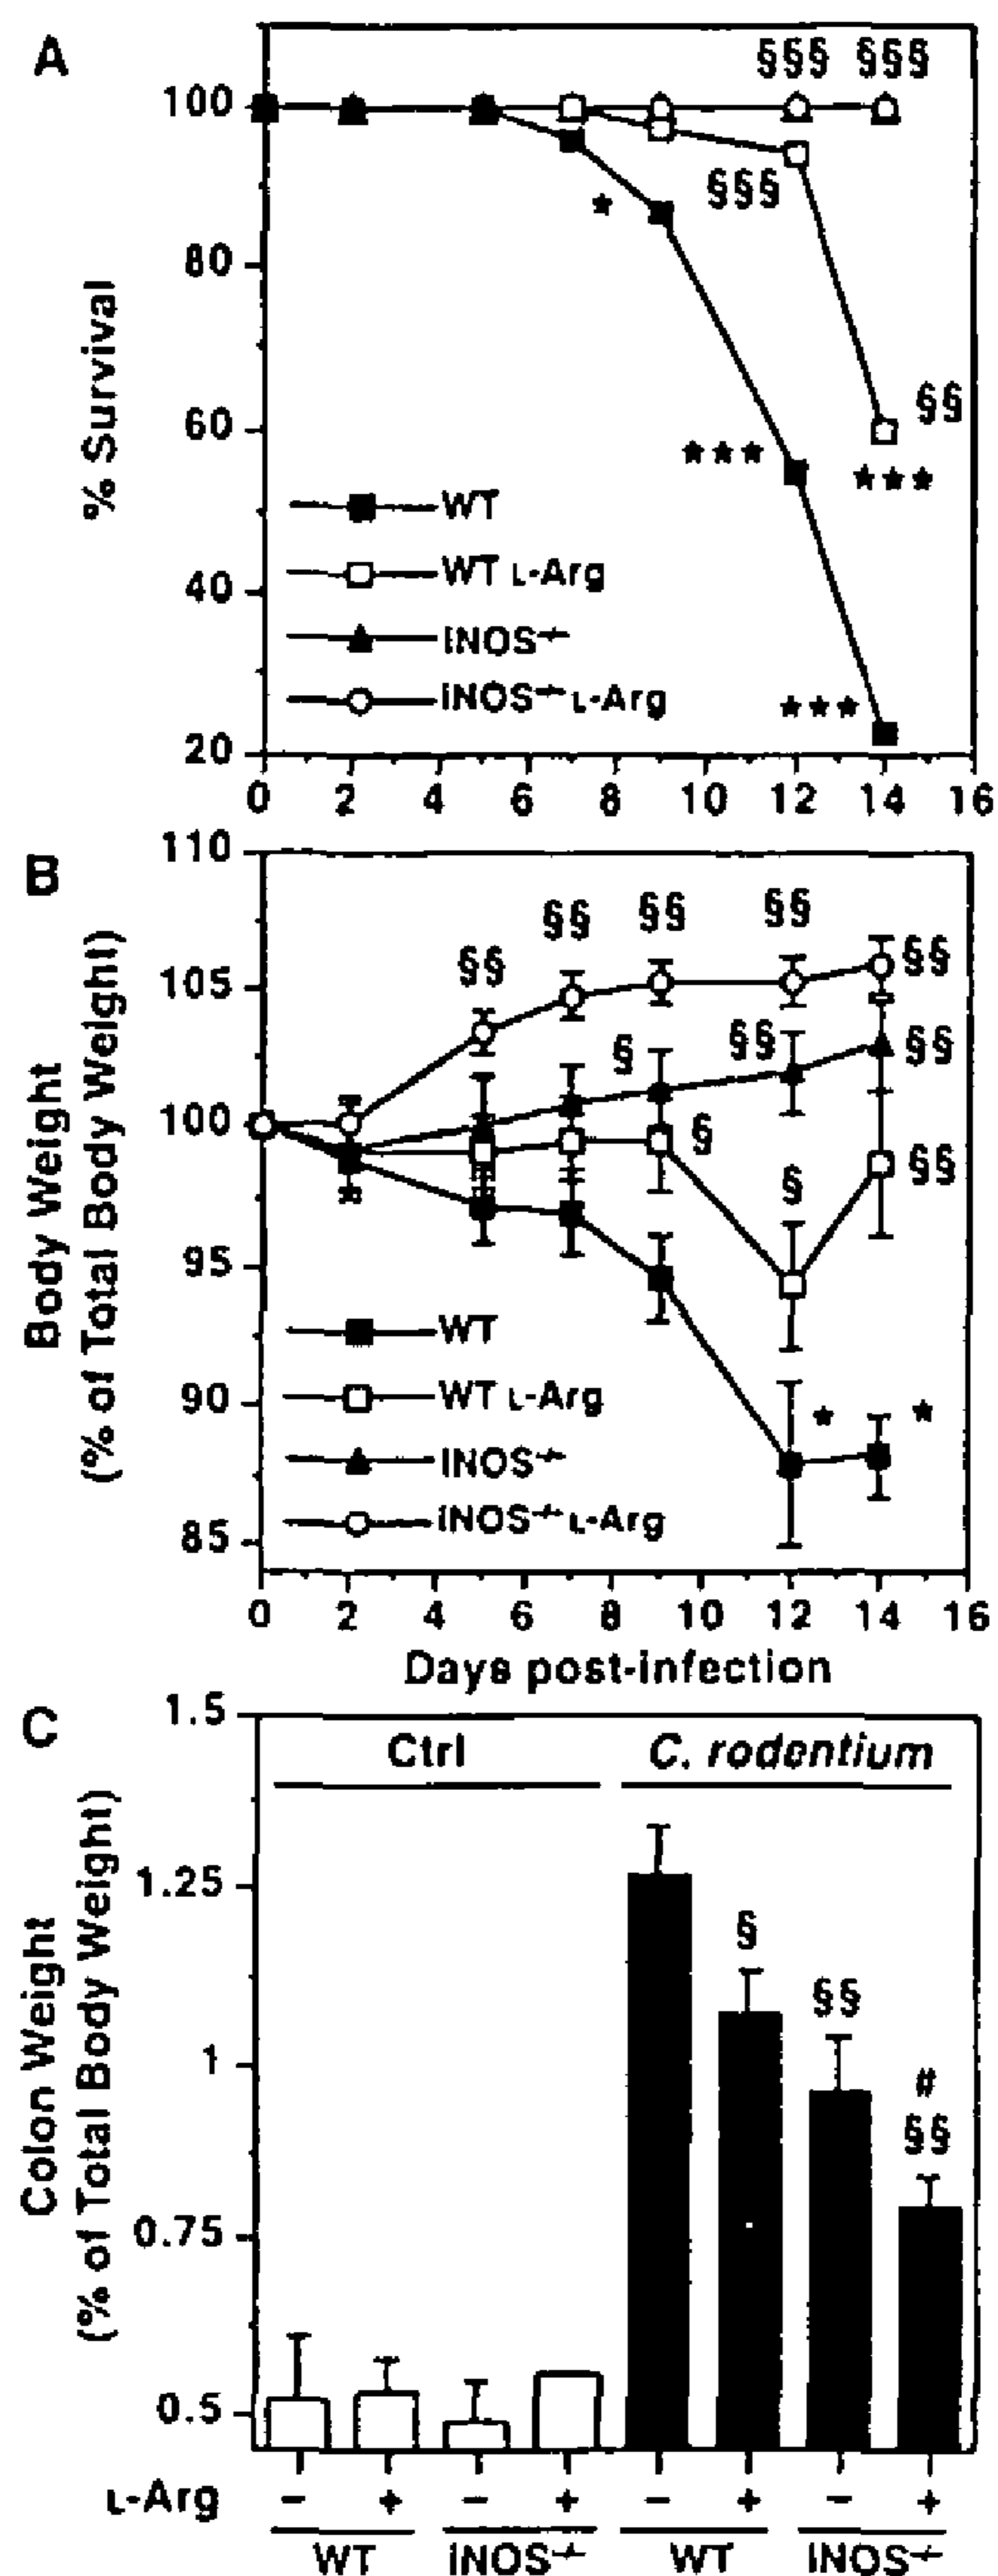 A
§§§ §§§
100
§§§
*
80
% Survival
60
§§
***
***
WT
WT L-Arg
40
iNOS-/-
iNOS-/- L-Arg
***
20
0 2 4 6 8 10 12 14 16
B
110
§§ §§ §§
§§
§§
105
§ §§ §§
100
§
§§
§
Body Weight
(% of Total Body Weight)
95
WT
WT L-Arg
90
* *
iNOS-/-
iNOS-/- L-Arg
85
0 2 4 6 8 10 12 14 16
Days post-infection
C
1.5
Ctrl C. rodentium
1.25
§
§§
1
#
§§
Colon Weight
(% of Total Body Weight)
0.75
0.5
L-Arg - + - + - + - +
WT iNOS-/- WT iNOS-/-